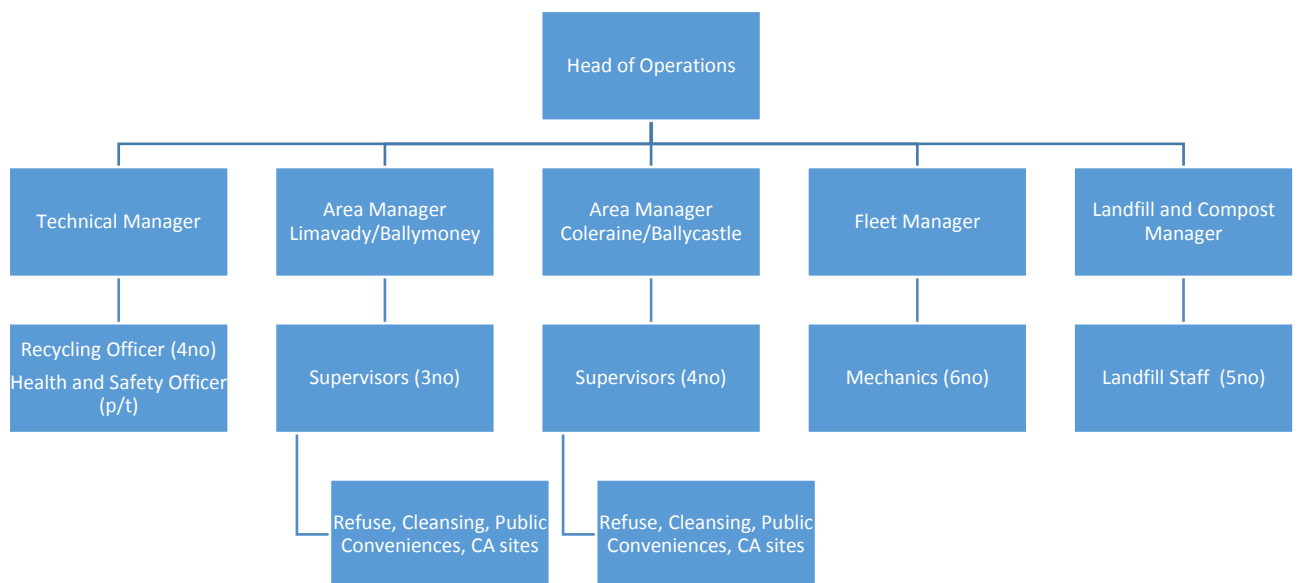 Head of Operations
Technical Manager
Area Manager
Limavady/Ballymoney
Area Manager
Coleraine/Ballycastle
Fleet Manager
Landfill and Compost
Manager
Recycling Officer (4no)
Health and Safety Officer
(p/t)
Supervisors (3no)
Supervisors (4no)
Mechanics (6no)
Landfill Staff  (5no)
Refuse, Cleansing, Public
Conveniences, CA sites
Refuse, Cleansing, Public
Conveniences, CA sites